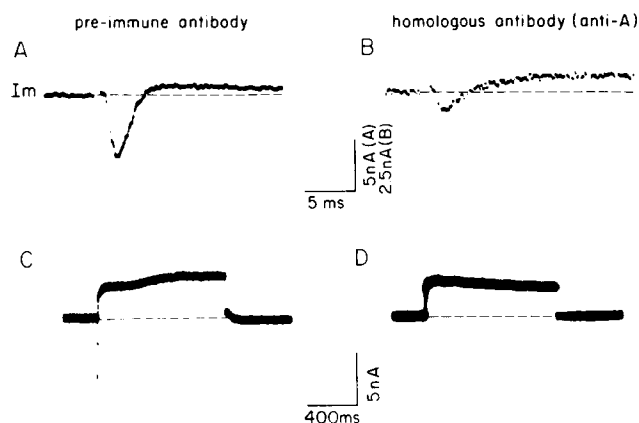 pre-immune antibody
homologous antibody (anti-A)
A
B
Im
5nA(A)
2.5nA(B)
5 ms
C
D
5nA
400ms